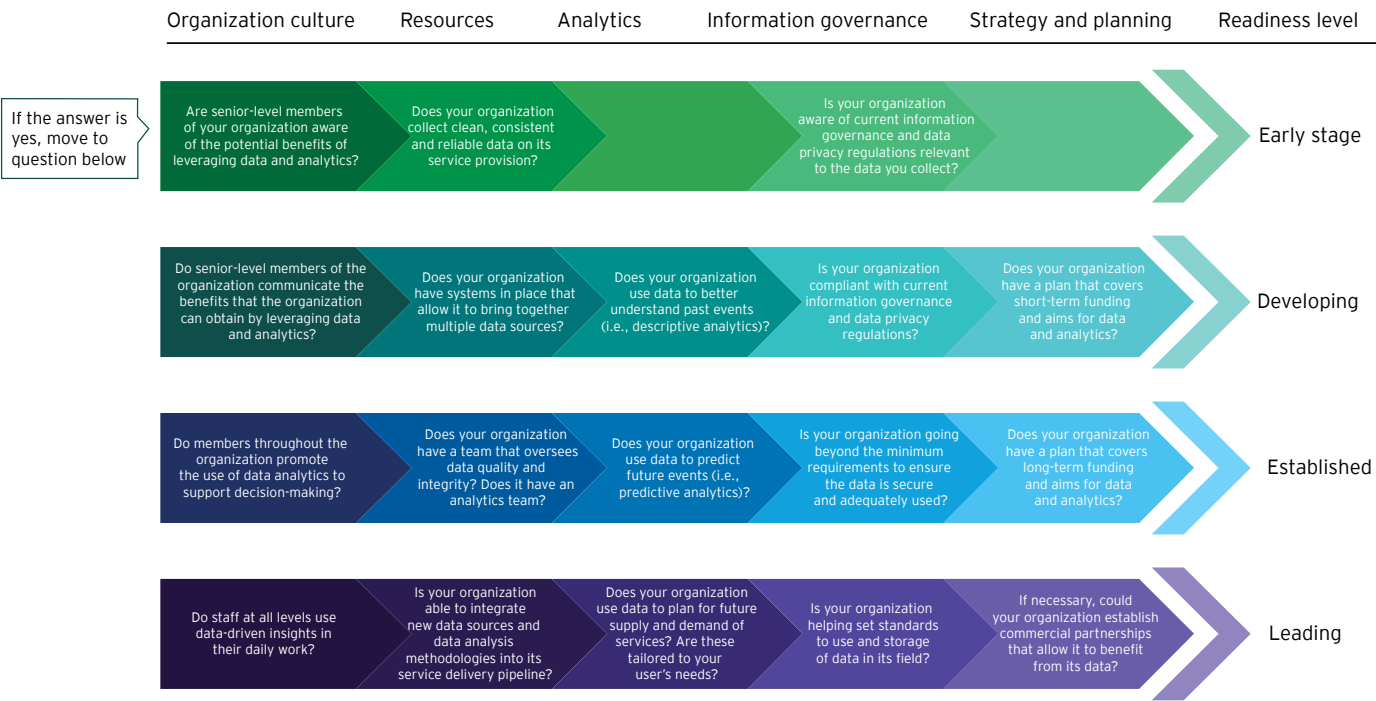 Organization culture
Resources
Analytics
Information governance
Strategy and planning
Readiness level
If the answer is
yes, move to
question below
Are senior-level members
of your organization aware
of the potential benefits of
leveraging data and analytics?
Does your organization
collect clean, consistent
and reliable data on its
service provision?
Is your organization
aware of current information
governance and data
privacy regulations relevant
to the data you collect?
Early stage
Do senior-level members of the
organization communicate the
benefits that the organization
can obtain by leveraging data
and analytics?
Does your organization
have systems in place that
allow it to bring together
multiple data sources?
Does your organization
use data to better
understand past events
(i.e., descriptive analytics)?
Is your organization
compliant with current
information governance
and data privacy
regulations?
Does your organization
have a plan that covers
short-term funding
and aims for data
and analytics?
Developing
Do members throughout the
organization promote
the use of data analytics to
support decision-making?
Does your organization
have a team that oversees
data quality and
integrity? Does it have an
analytics team?
Does your organization
use data to predict
future events (i.e.,
predictive analytics)?
Is your organization going
beyond the minimum
requirements to ensure
the data is secure
and adequately used?
Does your organization
have a plan that covers
long-term funding
and aims for data
and analytics?
Established
Do staff at all levels use
data-driven insights in
their daily work?
Is your organization
able to integrate
new data sources and
data analysis
methodologies into its
service delivery pipeline?
Does your organization
use data to plan for future
supply and demand of
services? Are these
tailored to your
user's needs?
Is your organization
helping set standards
to use and storage
of data in its field?
If necessary, could
your organization establish
commercial partnerships
that allow it to benefit
from its data?
Leading